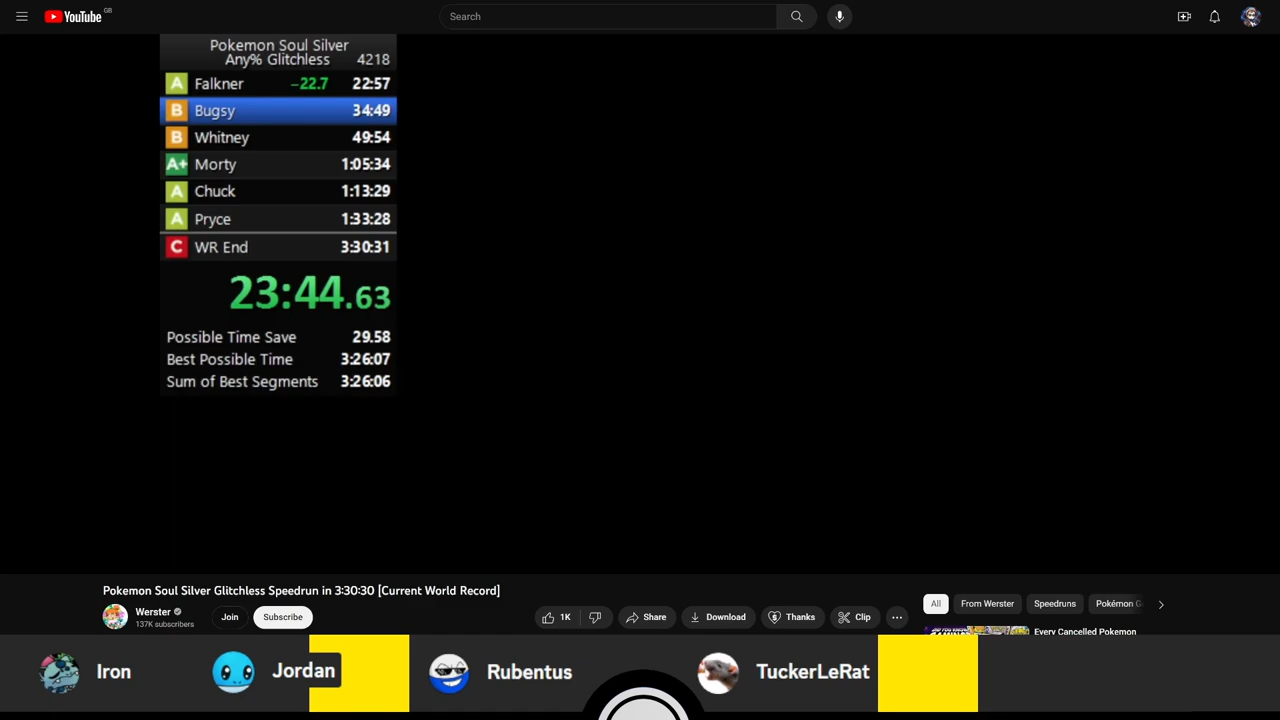 YouTube GB
Search
Pokemon Soul Silver
Any% Glitchless 4218
A Falkner −22.7 22:57
B Bugsy 34:49
B Whitney 49:54
A+ Morty 1:05:34
A Chuck 1:13:29
A Pryce 1:33:28
C WR End 3:30:31
23:44.63
Possible Time Save 29.58
Best Possible Time 3:26:07
Sum of Best Segments 3:26:06
Pokemon Soul Silver Glitchless Speedrun in 3:30:30 [Current World Record]
Werster
137K subscribers
Join
Subscribe
1K
Share
Download
Thanks
Clip
All
From Werster
Speedruns
Pokémon G
Every Cancelled Pokemon
Iron
Jordan
Rubentus
TuckerLeRat